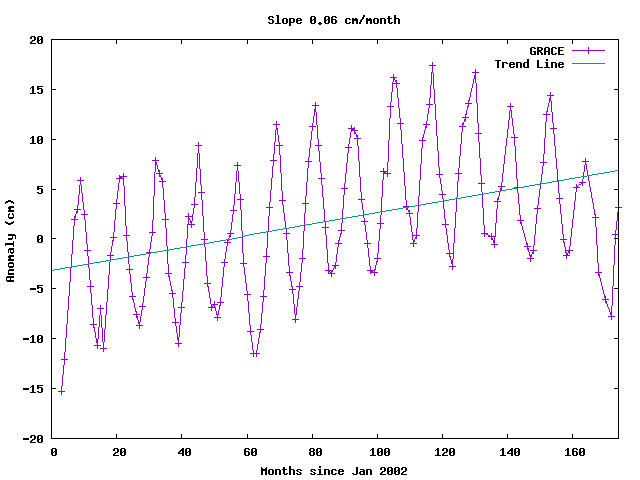 Slope 0.06 cm/month
GRACE
Trend Line
20
15
10
5
0
-5
-10
-15
-20
Anomaly (cm)
0 20 40 60 80 100 120 140 160
Months since Jan 2002